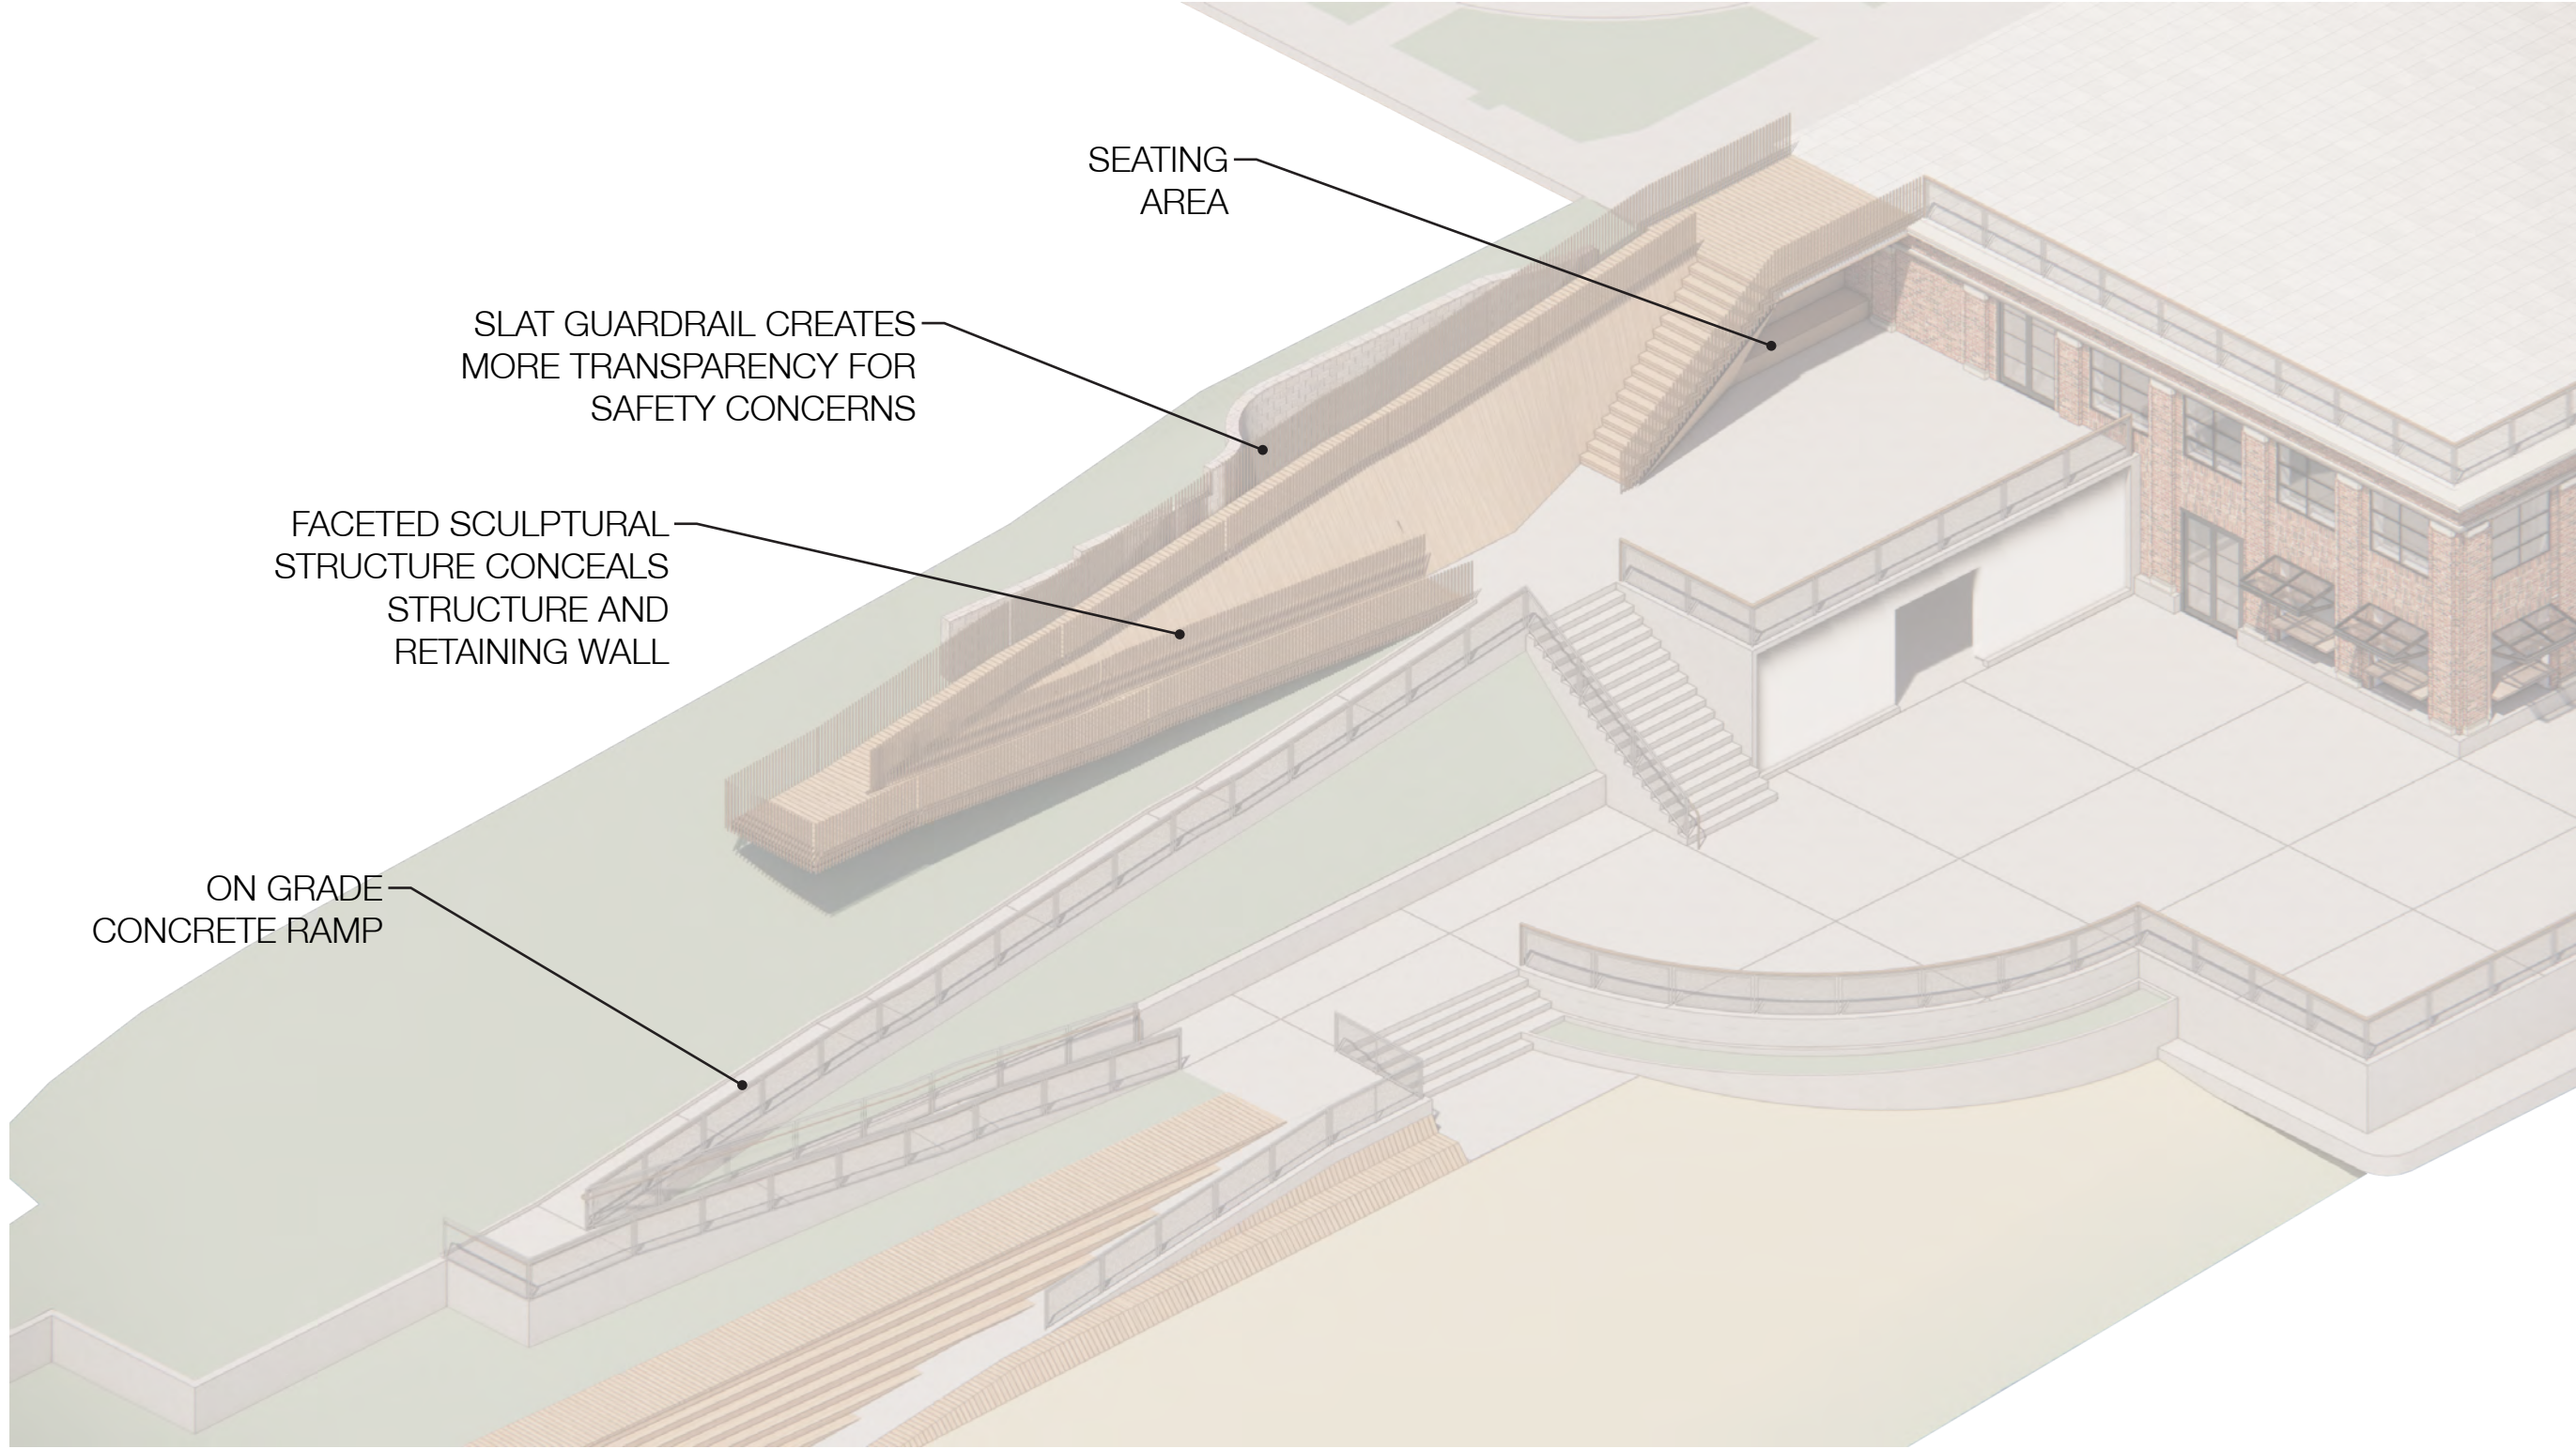 SEATING
AREA
SLAT GUARDRAIL CREATES
MORE TRANSPARENCY FOR
SAFETY CONCERNS
FACETED SCULPTURAL
STRUCTURE CONCEALS
STRUCTURE AND
RETAINING WALL
ON GRADE
CONCRETE RAMP